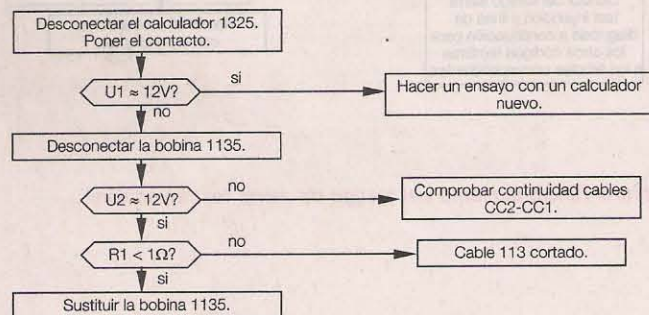 Desconectar el calculador 1325.
Poner el contacto.
U1 ≈ 12V?
si
Hacer un ensayo con un calculador
nuevo.
no
Desconectar la bobina 1135.
U2 ≈ 12V?
no
Comprobar continuidad cables
CC2-CC1.
si
R1 < 1Ω?
no
Cable 113 cortado.
si
Sustituir la bobina 1135.